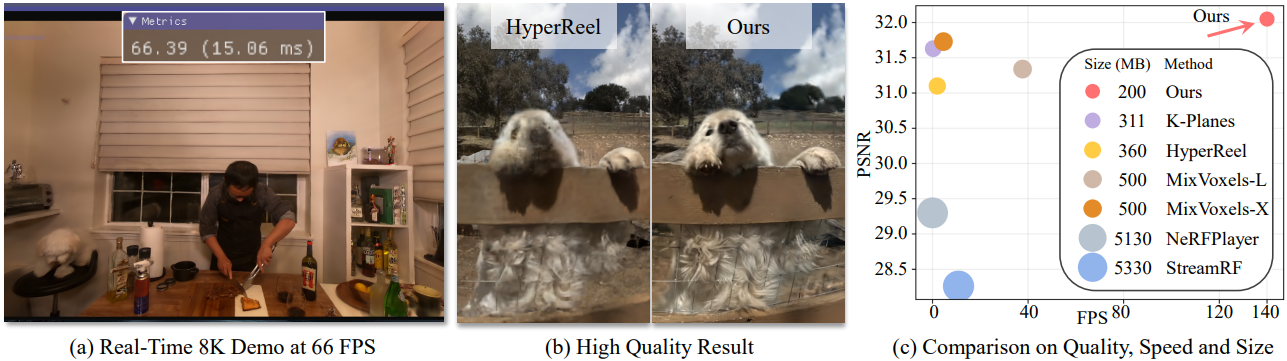 ▼ Metrics
66.39 (15.06 ms)
(a) Real-Time 8K Demo at 66 FPS
HyperReel
Ours
(b) High Quality Result
32.0
31.5
31.0
30.0
29.5
29.0
28.5
PSNR
Ours
Size (MB) Method
200 Ours
311 K-Planes
360 HyperReel
500 MixVoxels-L
500 MixVoxels-X
5130 NeRFPlayer
5330 StreamRF
0 40 80 120 140
FPS
(c) Comparison on Quality, Speed and Size